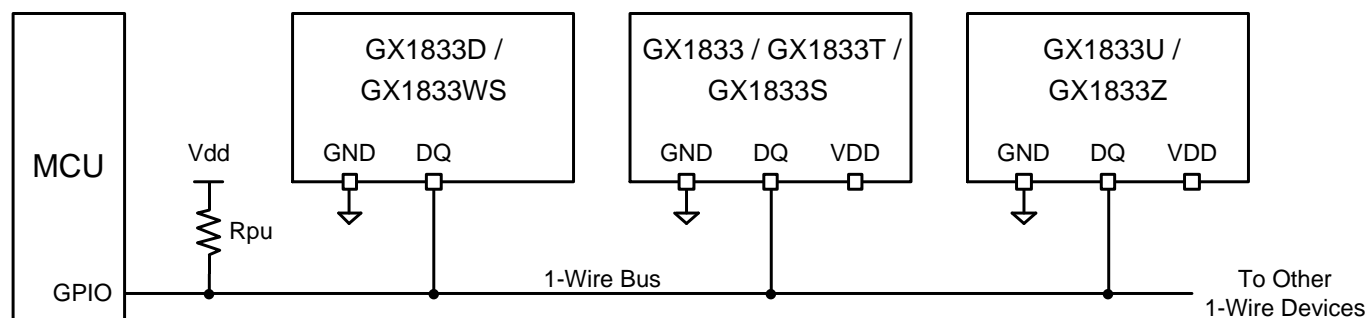 MCU
GPIO
Vdd
Rpu
GX1833D /
GX1833WS
GND DQ
GX1833 / GX1833T /
GX1833S
GND DQ VDD
GX1833U /
GX1833Z
GND DQ VDD
1-Wire Bus
To Other
1-Wire Devices